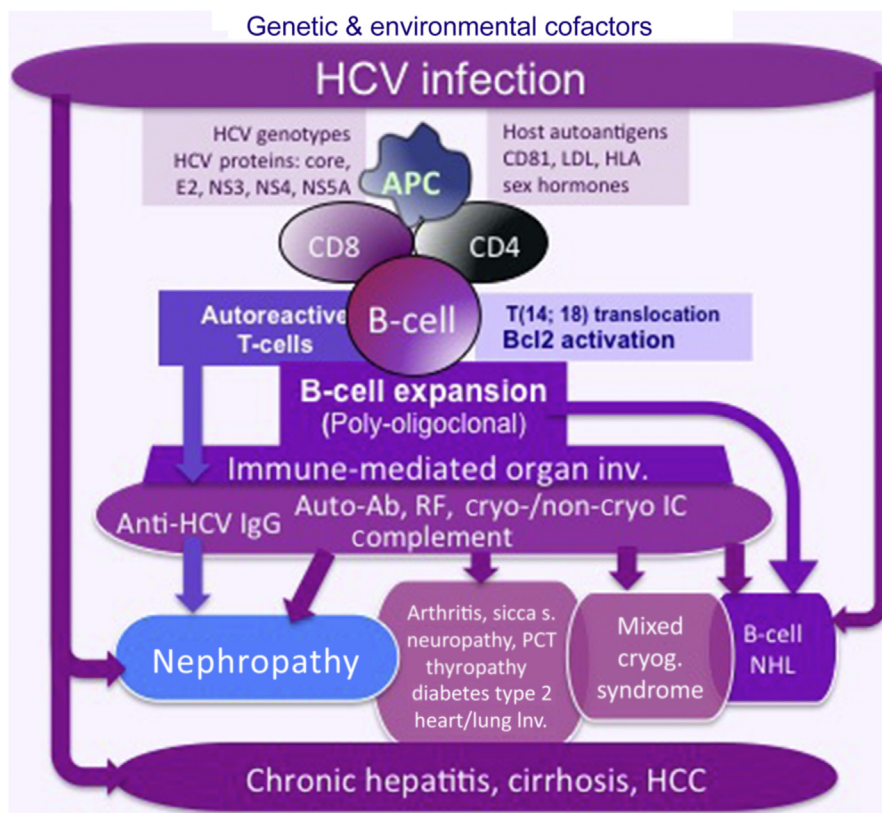 Genetic & environmental cofactors
HCV infection
HCV genotypes
HCV proteins: core,
E2, NS3, NS4, NS5A
Host autoantigens
CD81, LDL, HLA
sex hormones
APC
CD8
CD4
B-cell
Autoreactive
T-cells
T(14; 18) translocation
Bcl2 activation
B-cell expansion
(Poly-oligoclonal)
Immune-mediated organ inv.
Anti-HCV IgG
Auto-Ab, RF, cryo-/non-cryo IC
complement
Nephropathy
Arthritis, sicca s.
neuropathy, PCT
thyropathy
diabetes type 2
heart/lung Inv.
Mixed
cryog.
syndrome
B-cell
NHL
Chronic hepatitis, cirrhosis, HCC